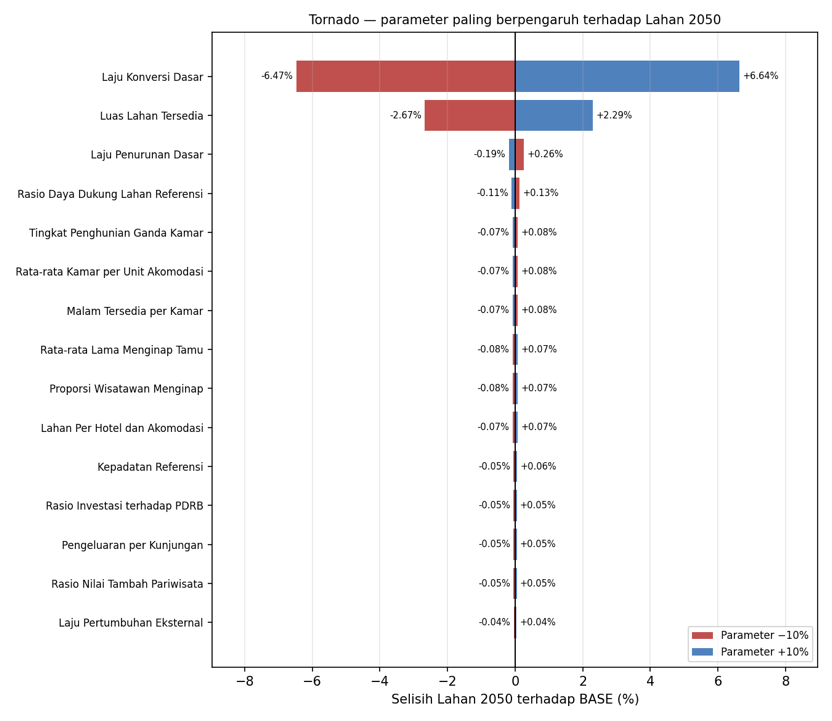 Tornado — parameter paling berpengaruh terhadap Lahan 2050
Laju Konversi Dasar -6.47% +6.64%
Luas Lahan Tersedia -2.67% +2.29%
Laju Penurunan Dasar -0.19% +0.26%
Rasio Daya Dukung Lahan Referensi -0.11% +0.13%
Tingkat Penghunian Ganda Kamar -0.07% +0.08%
Rata-rata Kamar per Unit Akomodasi -0.07% +0.08%
Malam Tersedia per Kamar -0.07% +0.08%
Rata-rata Lama Menginap Tamu -0.08% +0.07%
Proporsi Wisatawan Menginap -0.08% +0.07%
Lahan Per Hotel dan Akomodasi -0.07% +0.07%
Kepadatan Referensi -0.05% +0.06%
Rasio Investasi terhadap PDRB -0.05% +0.05%
Pengeluaran per Kunjungan -0.05% +0.05%
Rasio Nilai Tambah Pariwisata -0.05% +0.05%
Laju Pertumbuhan Eksternal -0.04% +0.04%
Parameter −10%
Parameter +10%
−8 −6 −4 −2 0 2 4 6 8
Selisih Lahan 2050 terhadap BASE (%)